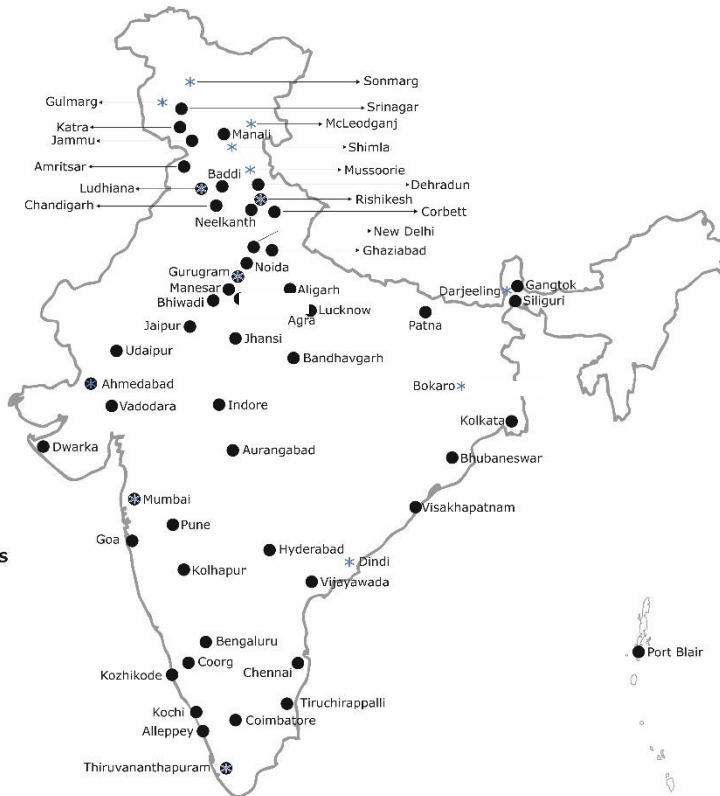 Sonmarg
Gulmarg
Srinagar
Katra
McLeodganj
Manali
Jammu
Shimla
Amritsar
Baddi
Mussoorie
Ludhiana
Dehradun
Rishikesh
Chandigarh
Corbett
Neelkanth
New Delhi
Ghaziabad
Noida
Gurugram
Manesar
Aligarh
Bhiwadi
Darjeeling
Gangtok
Siliguri
Lucknow
Agra
Patna
Jaipur
Jhansi
Udaipur
Bandhavgarh
Ahmedabad
Bokaro
Vadodara
Indore
Kolkata
Dwarka
Aurangabad
Bhubaneswar
Mumbai
Visakhapatnam
Pune
Goa
Hyderabad
s
Dindi
Kolhapur
Vijayawada
Bengaluru
Port Blair
Coorg
Chennai
Kozhikode
Tiruchirappalli
Kochi
Coimbatore
Alleppey
Thiruvananthapuram